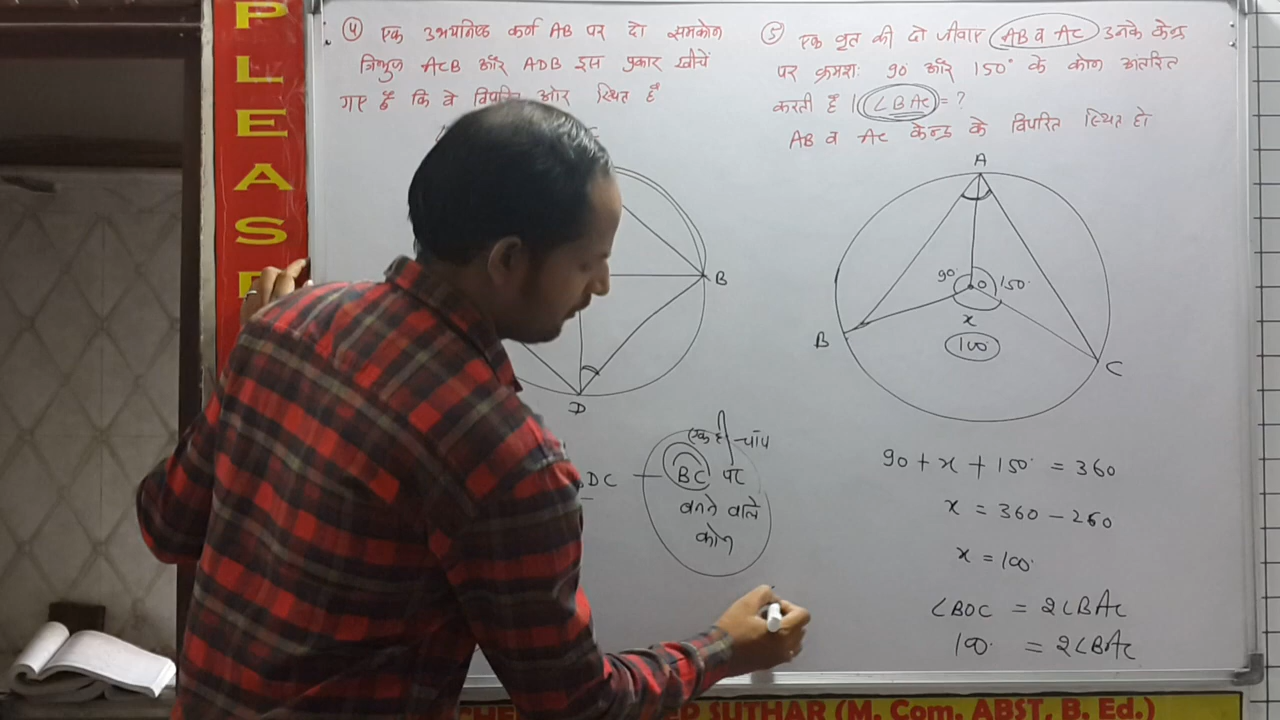 PLEASE
④ एक उभयनिष्ठ कर्ण AB पर दो समकोण
त्रिभुज ACB और ADB इस प्रकार खींचें
गए हैं कि वे विपरित ओर स्थित हैं
B
D
DC
एक ही चाँप
BC पर
बनने वाले
कोण
⑤ एक वृत की दो जीवाए AB व AC उनके केन्द्र
पर क्रमशः 90 और 150° के कोण अंतरित
करती हैं। ∠BAC = ?
AB व AC केन्द्र के विपरित स्थित हो
A
90° O 150°
x
B
100°
C
90 + x + 150° = 360
x = 360 - 260
x = 100°
∠BOC = 2∠BAC
100° = 2∠BAC
SUTHAR (M. Com, ABST, B. Ed.)